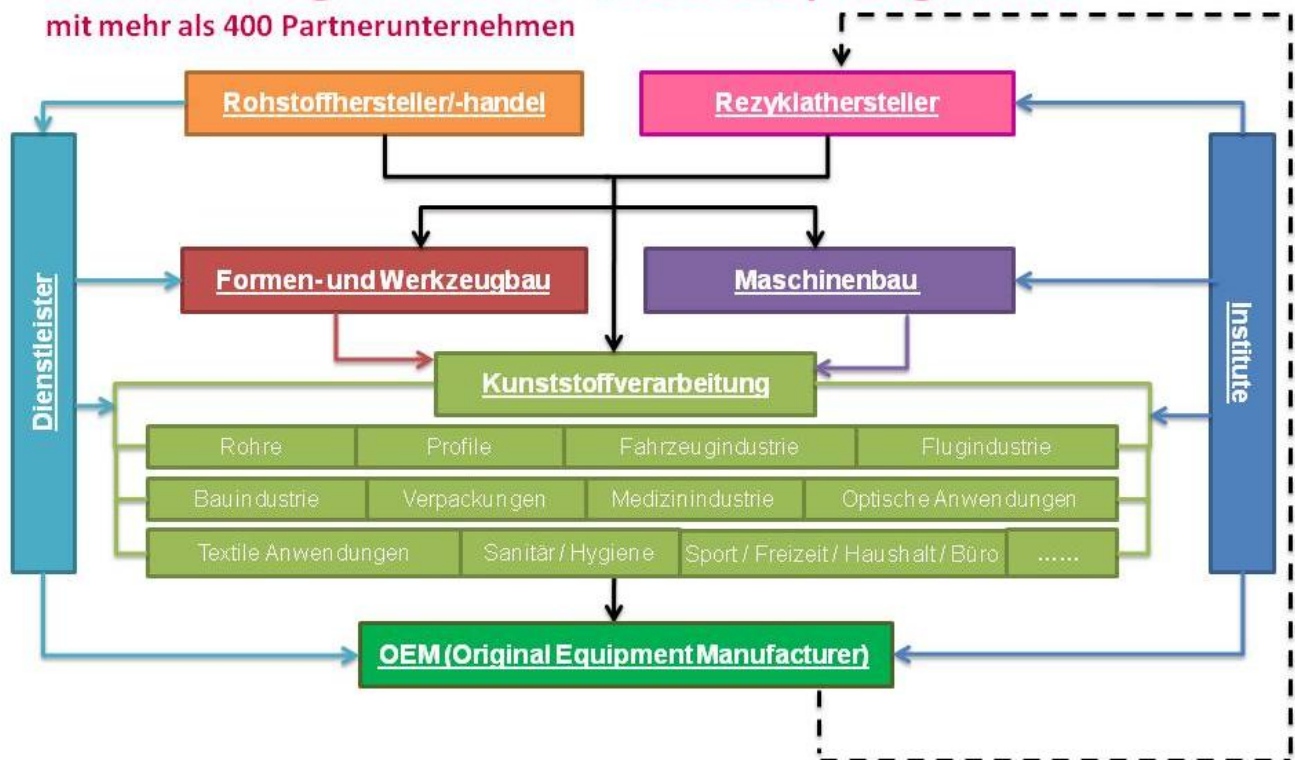 mit mehr als 400 Partnerunternehmen
Rohstoffhersteller/-handel
Rezyklathersteller
Dienstleister
Formen- und Werkzeugbau
Maschinenbau
Institute
Kunststoffverarbeitung
Rohre
Profile
Fahrzeugindustrie
Flugindustrie
Bauindustrie
Verpackungen
Medizinindustrie
Optische Anwendungen
Textile Anwendungen
Sanitär / Hygiene
Sport / Freizeit / Haushalt / Büro
......
OEM (Original Equipment Manufacturer)